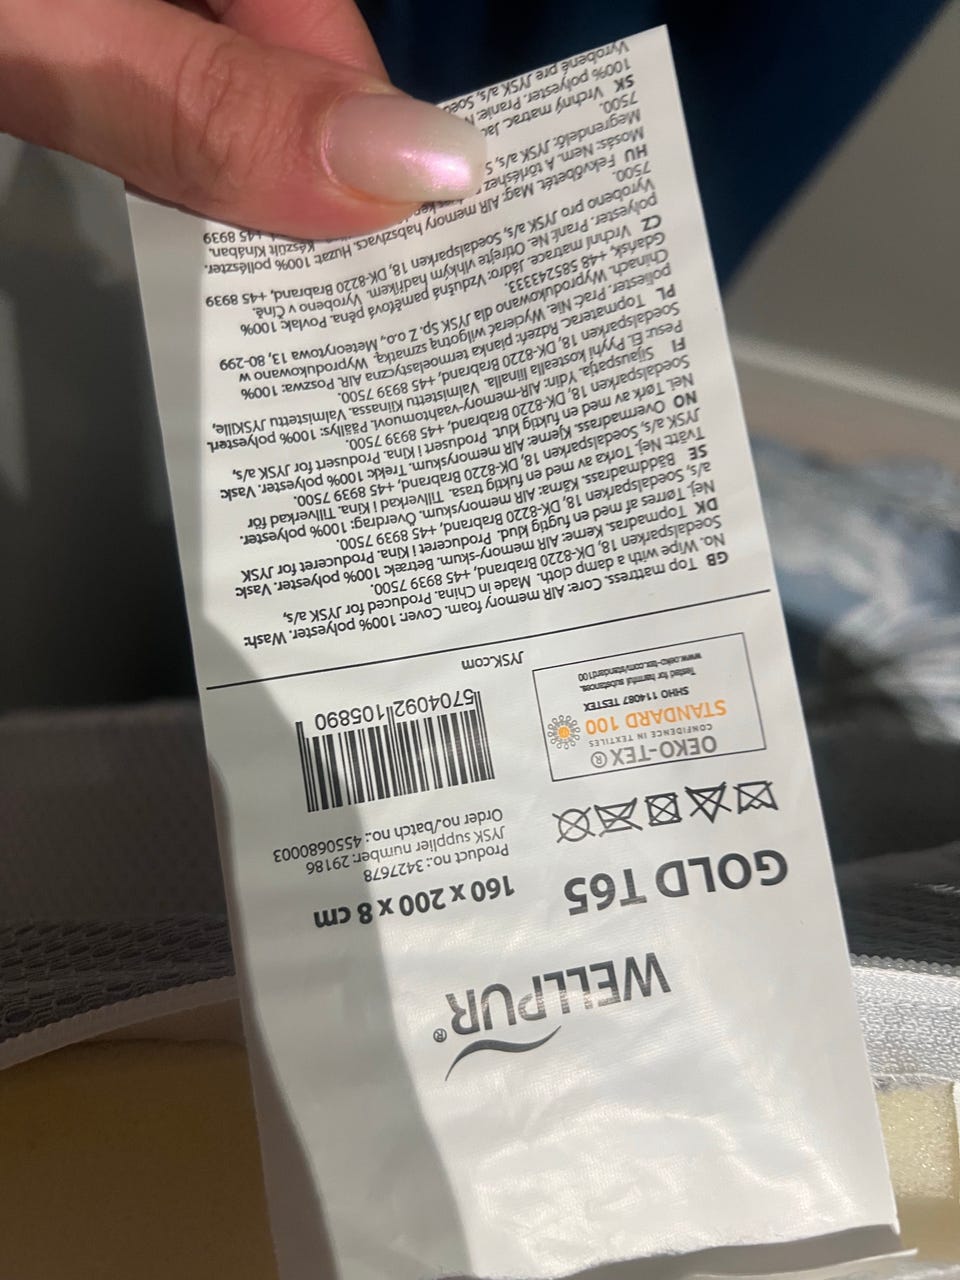 WELLPUR®
GOLD T65
160 x 200 x 8 cm
Product no.: 3427678
JYSK supplier number: 29186
Order no./batch no.: 4550680003
OEKO-TEX®
CONFIDENCE IN TEXTILES
STANDARD 100
SHHO 114087 TESTEX
Tested for harmful substances.
www.oeko-tex.com/standard100
5704092105890
JYSK.com
GB Top mattress. Core: AIR memory foam. Cover: 100% polyester. Wash:
No. Wipe with a damp cloth. Made in China. Produced for JYSK a/s,
Soedalsparken 18, DK-8220 Brabrand, +45 8939 7500.
DK Topmadras. Kerne: AIR memory-skum. Betræk: 100% polyester. Vask:
Nej. Tørres af med en fugtig klud. Produceret i Kina. Produceret for JYSK
a/s, Soedalsparken 18, DK-8220 Brabrand, +45 8939 7500.
SE Bäddmadrass. Kärna: AIR memoryskum. Överdrag: 100% polyester.
Tvätt: Nej. Torka av med en fuktig trasa. Tillverkad i Kina. Tillverkad för
JYSK a/s, Soedalsparken 18, DK-8220 Brabrand, +45 8939 7500.
NO Overmadrass. Kjerne: AIR memoryskum. Trekk: 100% polyester. Vask:
Nei. Tørk av med en fuktig klut. Produsert i Kina. Produsert for JYSK a/s,
Soedalsparken 18, DK-8220 Brabrand, +45 8939 7500.
FI Sijauspatja. Ydin: AIR-memory-vaahtomuovi. Päällys: 100% polyesteri.
Pesu: Ei. Pyyhi kostealla liinalla. Valmistettu Kiinassa. Valmistettu JYSKille,
Soedalsparken 18, DK-8220 Brabrand, +45 8939 7500.
PL Topmaterac. Rdzeń: pianka termoelastyczna AIR. Poszwa: 100%
poliester. Prać: Nie. Wycierać wilgotną szmatką. Wyprodukowano w
Chinach. Wyprodukowano dla JYSK Sp. Z o.o., Meteorytowa 13, 80-299
Gdańsk, +48 585243333.
CZ Vrchní matrace. Jádro: Vzdušná paměťová pěna. Povlak: 100%
polyester. Praní: Ne. Otírejte vlhkým hadříkem. Vyrobeno v Číně.
Vyrobeno pro JYSK a/s, Soedalsparken 18, DK-8220 Brabrand, +45 8939
7500.
HU Fekvőbetét. Mag: AIR memory habszivacs. Huzat: 100% poliészter.
Mosás: Nem. A törléshez Készült Kínában.
Megrendelő: JYSK a/s, S +45 8939
7500.
SK Vrchný matrac. Jad
100% polyester. Pranie: N
Vyrobené pre JYSK a/s, Soed